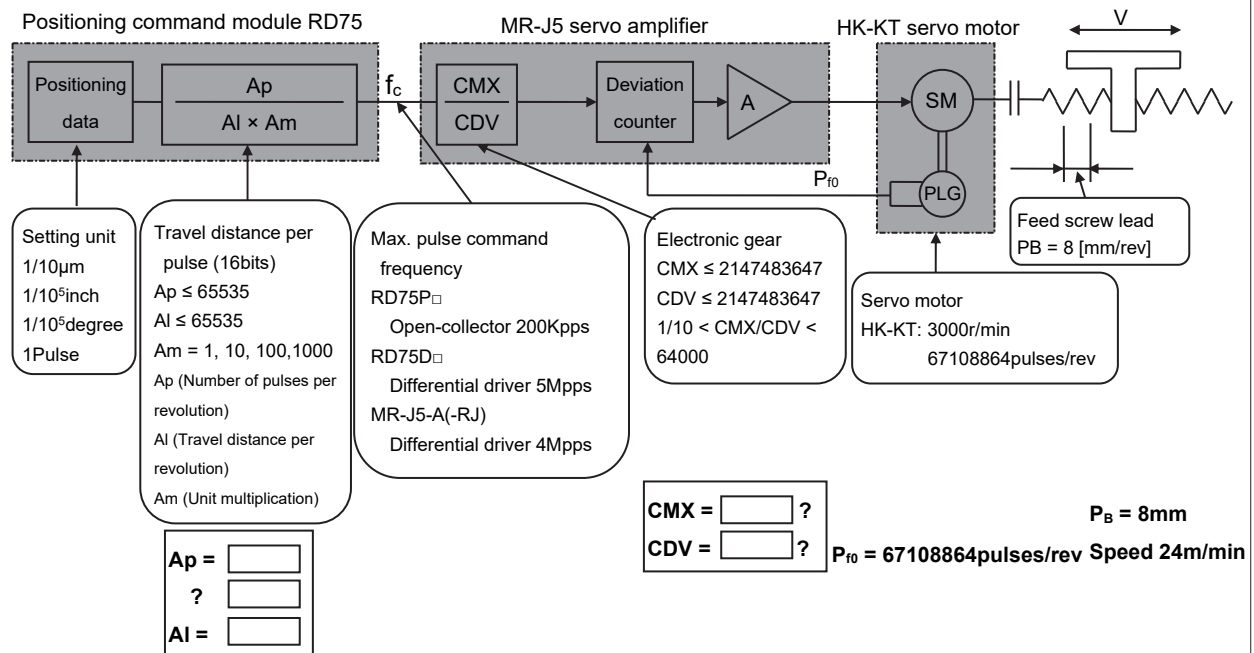 Positioning command module RD75
MR-J5 servo amplifier
HK-KT servo motor
V
Positioning
data
Ap
Al × Am
fc
CMX
CDV
Deviation
counter
A
SM
PLG
Pf0
Setting unit
1/10μm
1/10⁵inch
1/10⁵degree
1Pulse
Travel distance per
pulse (16bits)
Ap ≤ 65535
Al ≤ 65535
Am = 1, 10, 100,1000
Ap (Number of pulses per
revolution)
Al (Travel distance per
revolution)
Am (Unit multiplication)
Max. pulse command
frequency
RD75P□
Open-collector 200Kpps
RD75D□
Differential driver 5Mpps
MR-J5-A(-RJ)
Differential driver 4Mpps
Electronic gear
CMX ≤ 2147483647
CDV ≤ 2147483647
1/10 < CMX/CDV <
64000
Servo motor
HK-KT: 3000r/min
67108864pulses/rev
Feed screw lead
PB = 8 [mm/rev]
Ap =
?
Al =
CMX = ?
CDV = ?
Pf0 = 67108864pulses/rev
PB = 8mm
Speed 24m/min